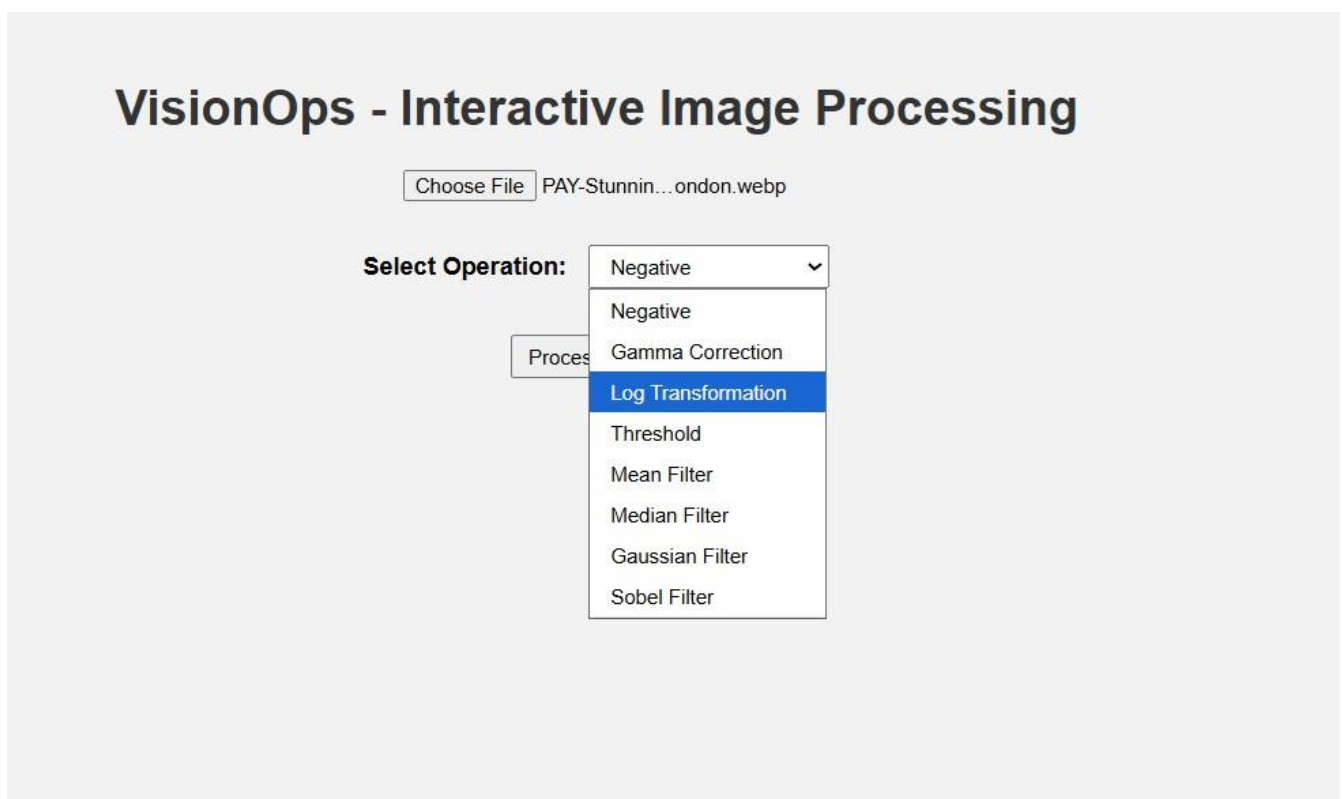 VisionOps - Interactive Image Processing
Choose File PAY-Stunnin...ondon.webp
Select Operation: Negative
Negative
Proces Gamma Correction
Log Transformation
Threshold
Mean Filter
Median Filter
Gaussian Filter
Sobel Filter